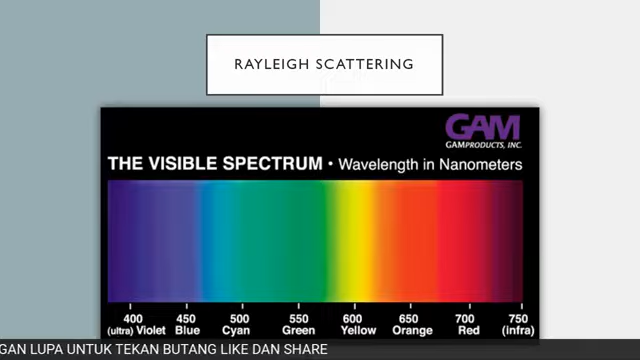 RAYLEIGH SCATTERING
GAM
GAMPRODUCTS, INC.
THE VISIBLE SPECTRUM • Wavelength in Nanometers
400 450 500 550 600 650 700 750
(ultra) Violet Blue Cyan Green Yellow Orange Red (infra)
GAN LUPA UNTUK TEKAN BUTANG LIKE DAN SHARE